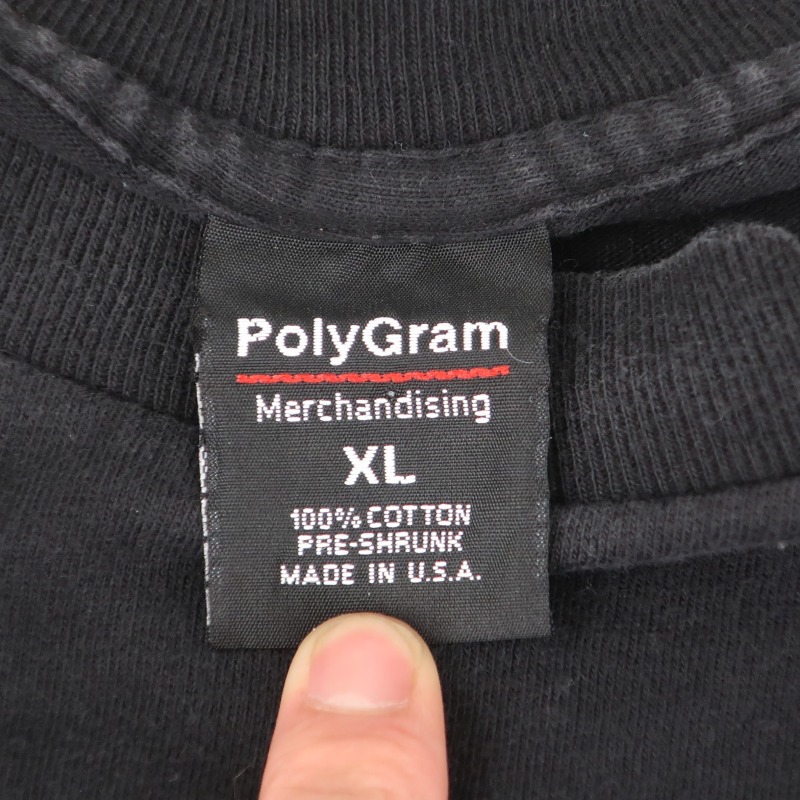 PolyGram
Merchandising
XL
100% COTTON
PRE-SHRUNK
MADE IN U.S.A.